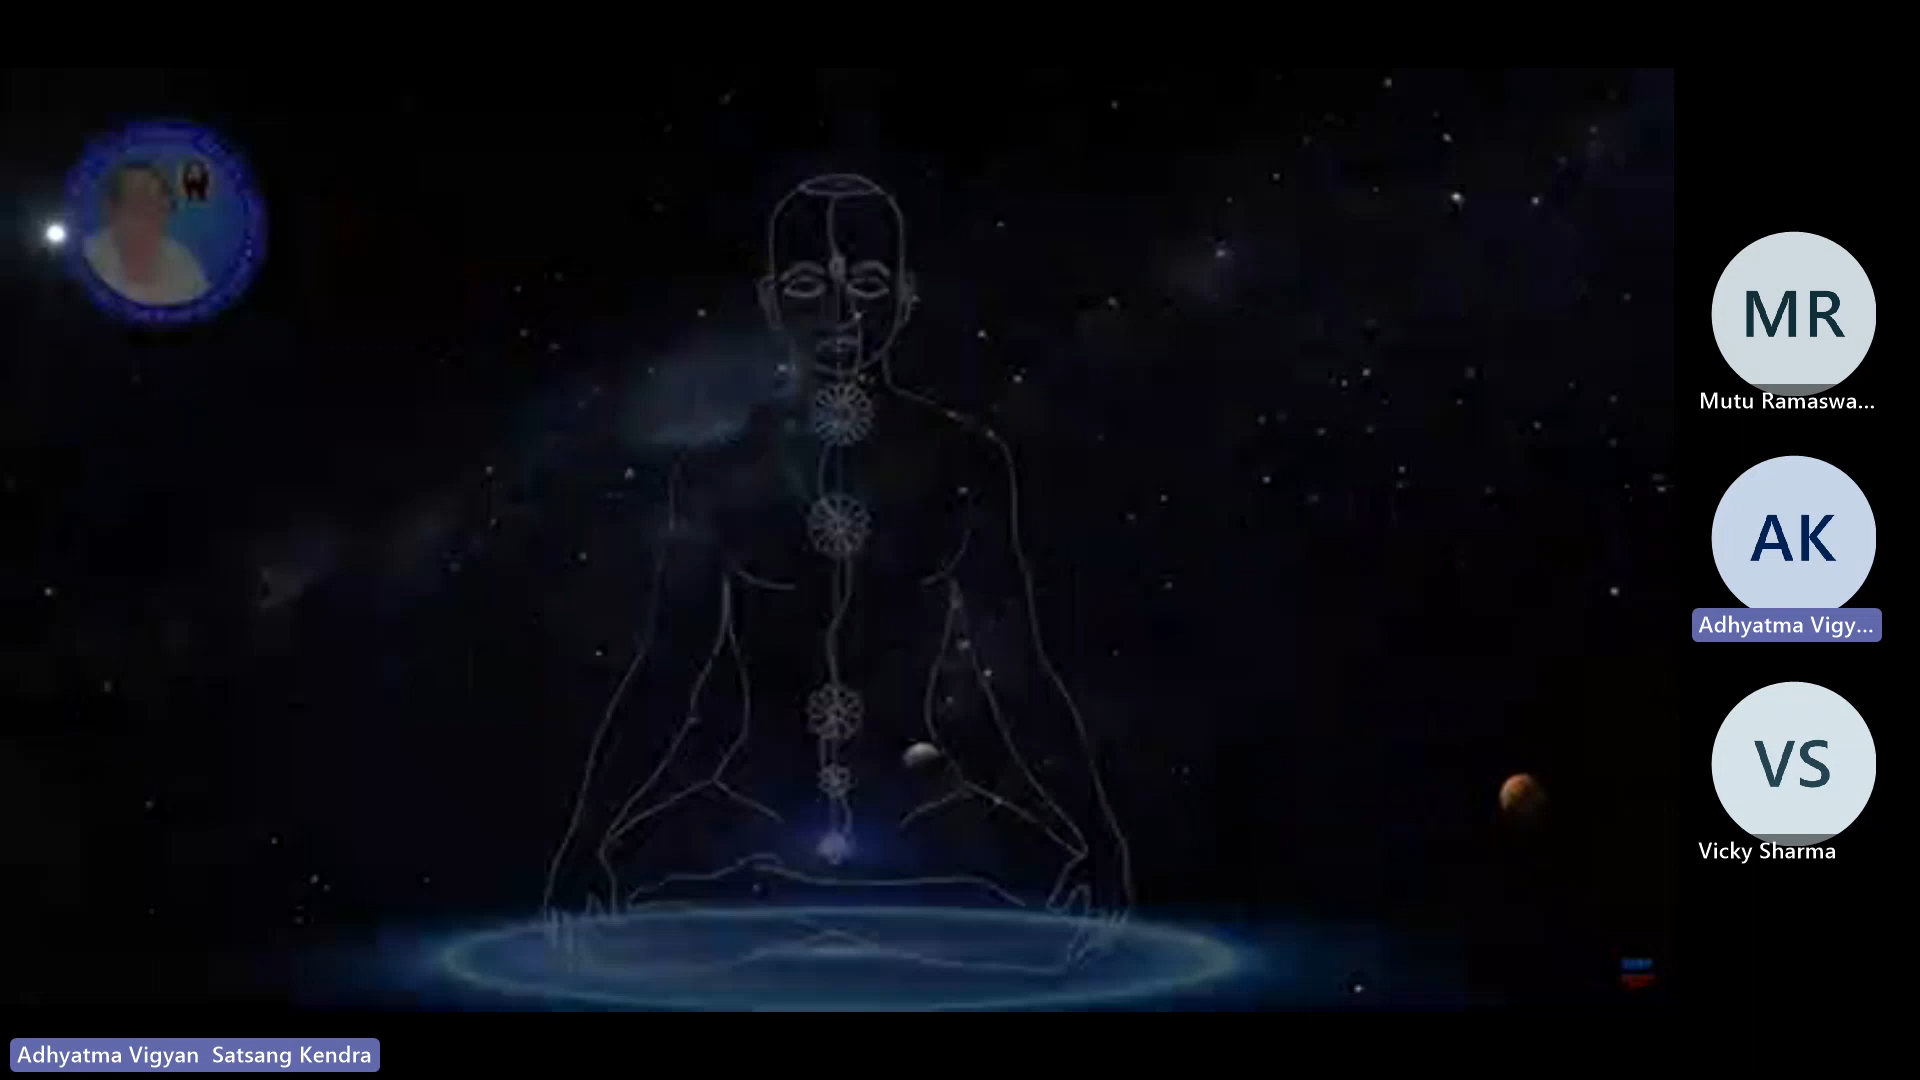 MR
Mutu Ramaswa...
AK
Adhyatma Vigy...
VS
Vicky Sharma
Adhyatma Vigyan Satsang Kendra